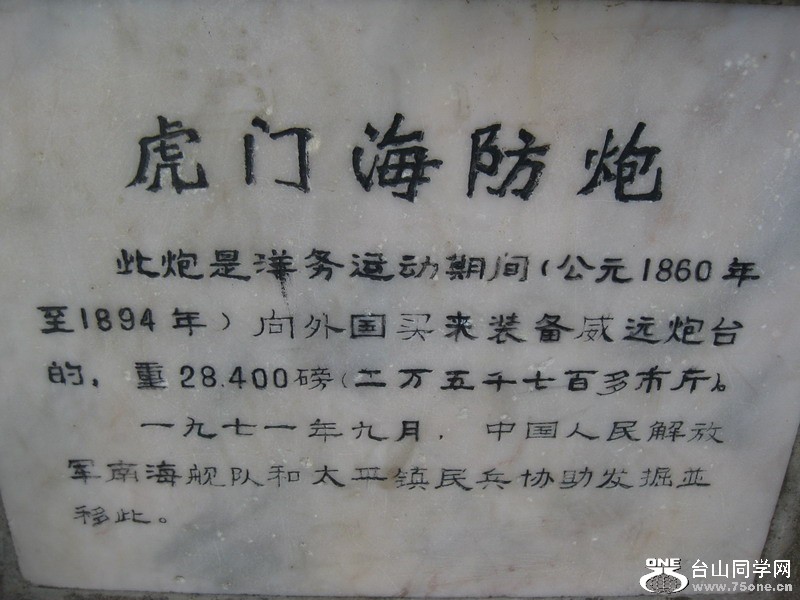 虎门海防炮
此炮是洋务运动期间(公元1860年
至1894年)向外国买来装备威远炮台
的，重28.400磅(二万五千七百多市斤)。
一九七一年九月，中国人民解放
军南海舰队和太平镇民兵协助发掘並
移此。
ONE 台山同学网
www.75one.cn